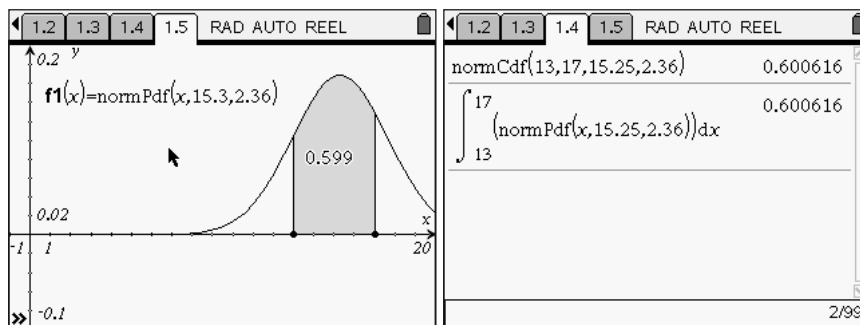 1.2 1.3 1.4 1.5 RAD AUTO REEL
0.2 y
f1(x)=normPdf(x,15.3,2.36)
0.599
0.02
x
-1 1 20
-0.1
1.2 1.3 1.4 1.5 RAD AUTO REEL
normCdf(13,17,15.25,2.36) 0.600616
∫ 17 0.600616
(normPdf(x,15.25,2.36))dx
13
2/99